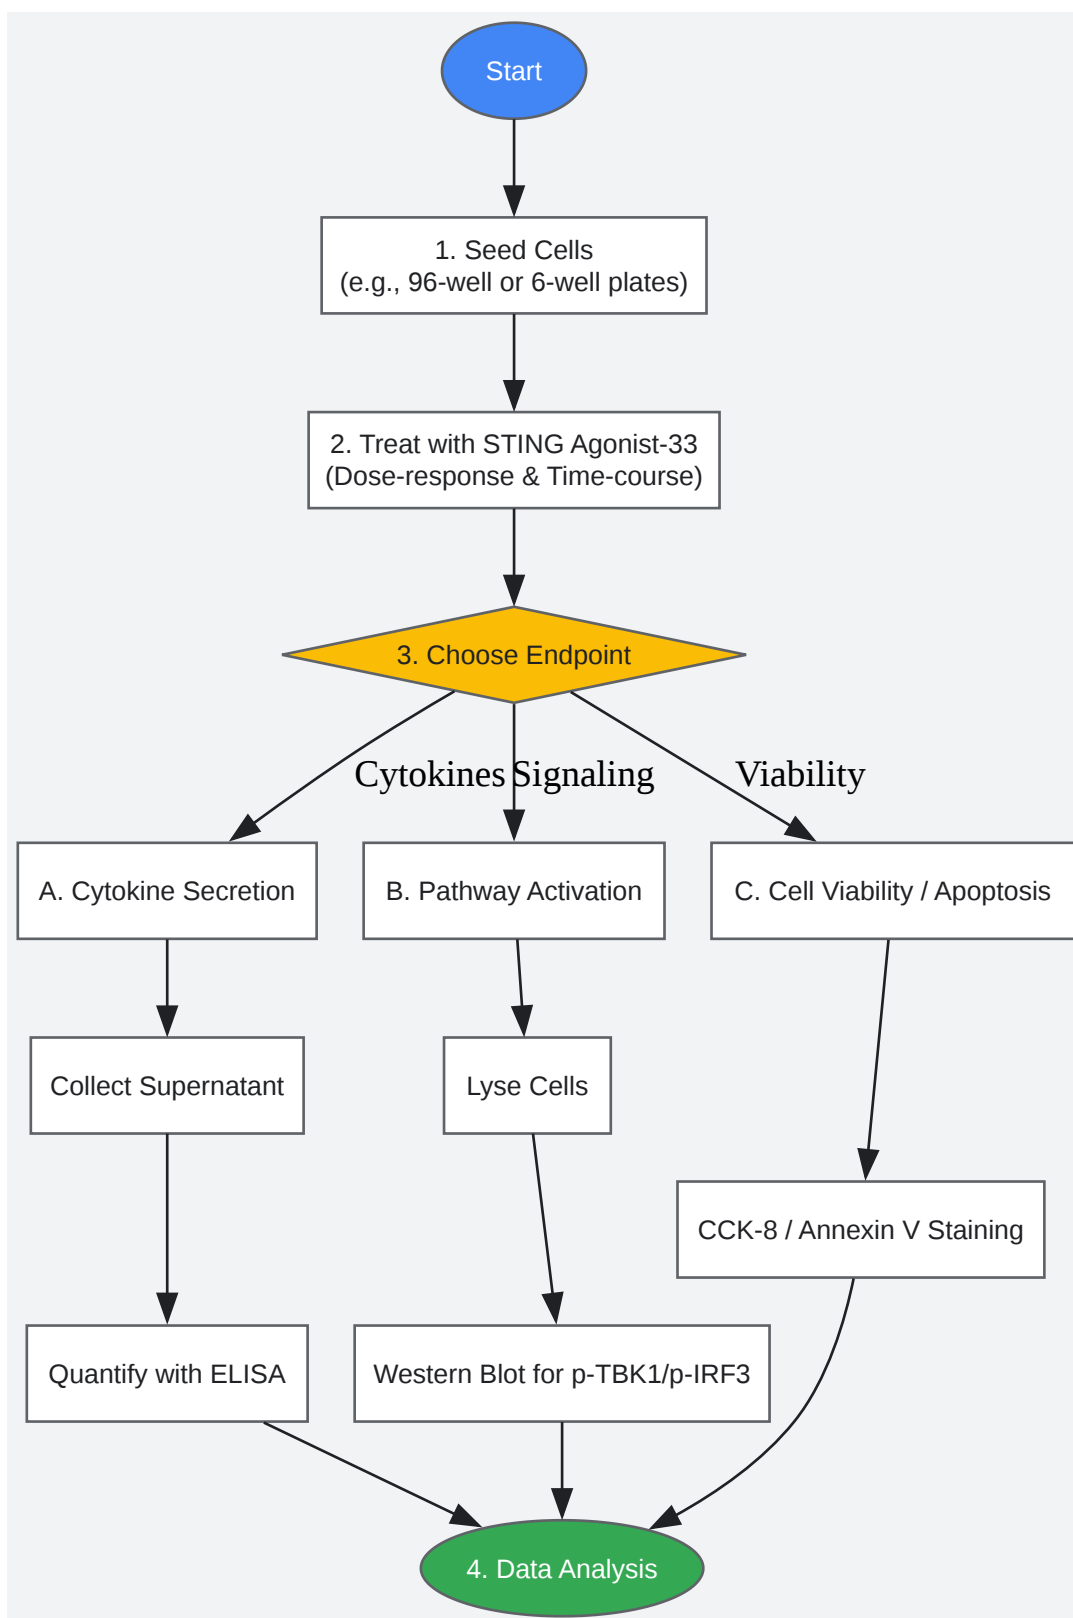 Start
1. Seed Cells
(e.g., 96-well or 6-well plates)
2. Treat with STING Agonist-33
(Dose-response & Time-course)
3. Choose Endpoint
Cytokines
Signaling
Viability
A. Cytokine Secretion
B. Pathway Activation
C. Cell Viability / Apoptosis
Collect Supernatant
Lyse Cells
CCK-8 / Annexin V Staining
Quantify with ELISA
Western Blot for p-TBK1/p-IRF3
4. Data Analysis